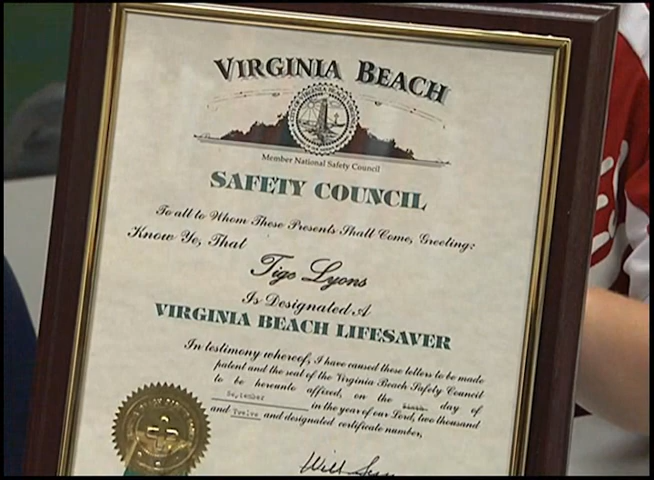 VIRGINIA BEACH
Member National Safety Council
SAFETY COUNCIL
To all to Whom These Presents Shall Come, Greeting:
Know Ye, That
Tige Lyons
Is Designated A
VIRGINIA BEACH LIFESAVER
In testimony whereof, I have caused these letters to be made
patent and the seal of the Virginia Beach Safety Council
to be hereunto affixed, on the day of
September in the year of our Lord, two thousand
and Twelve and designated certificate number,